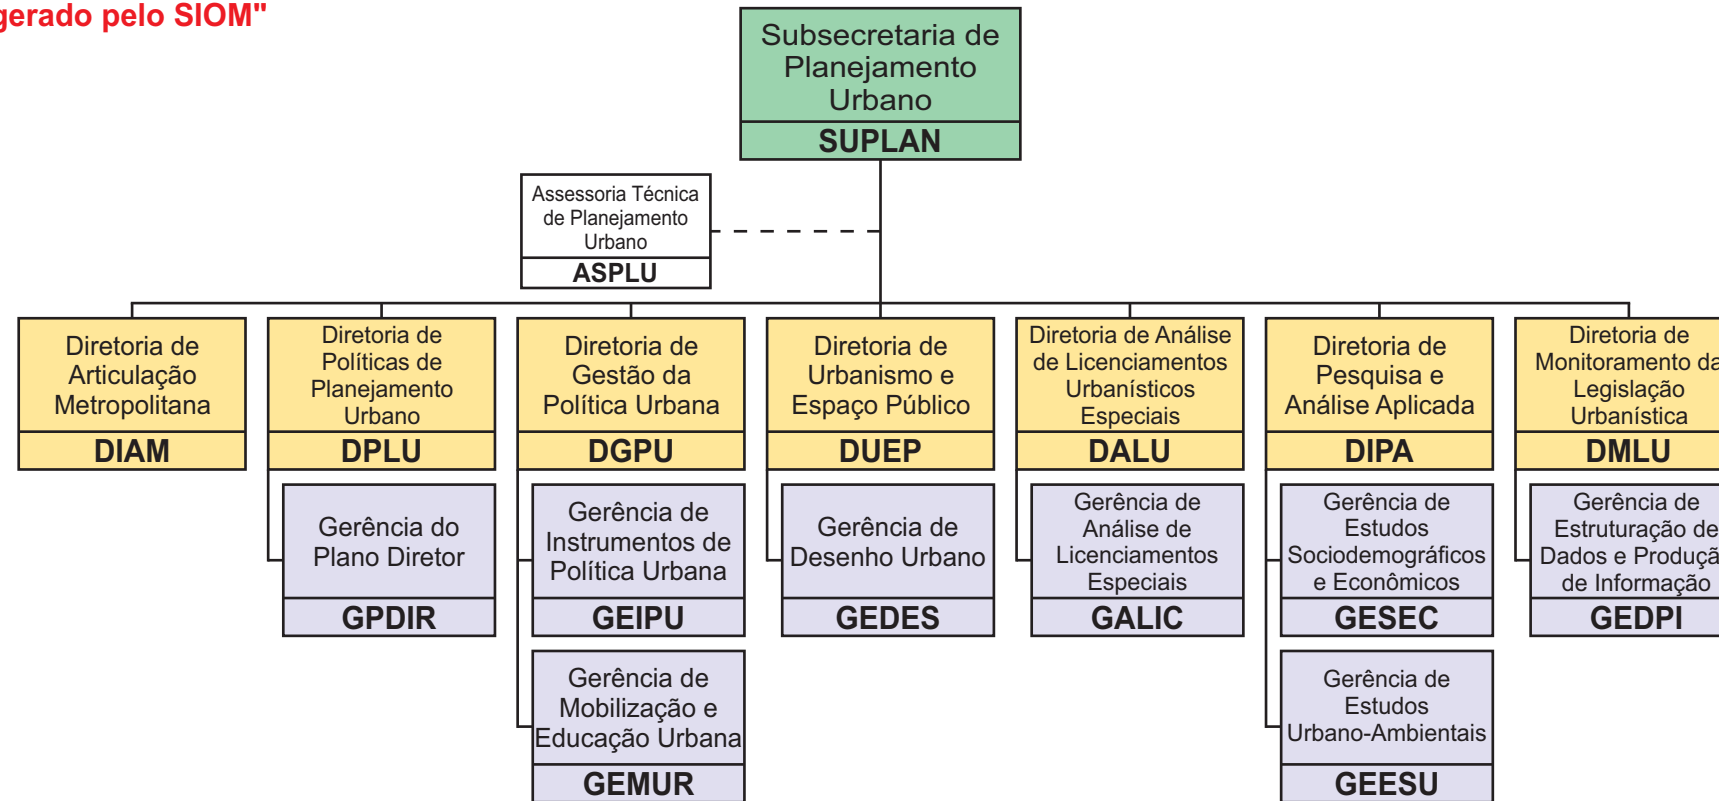 gerado pelo SIOM"
Subsecretaria de
Planejamento
Urbano
SUPLAN
Assessoria Técnica
de Planejamento
Urbano
ASPLU
Diretoria de
Articulação
Metropolitana
DIAM
Diretoria de
Políticas de
Planejamento
Urbano
DPLU
Diretoria de
Gestão da
Política Urbana
DGPU
Diretoria de
Urbanismo e
Espaço Público
DUEP
Diretoria de Análise
de Licenciamentos
Urbanísticos
Especiais
DALU
Diretoria de
Pesquisa e
Análise Aplicada
DIPA
Diretoria de
Monitoramento da
Legislação
Urbanística
DMLU
Gerência do
Plano Diretor
GPDIR
Gerência de
Instrumentos de
Política Urbana
GEIPU
Gerência de
Desenho Urbano
GEDES
Gerência de
Análise de
Licenciamentos
Especiais
GALIC
Gerência de
Estudos
Sociodemográficos
e Econômicos
GESEC
Gerência de
Estruturação de
Dados e Produçã
de Informação
GEDPI
Gerência de
Mobilização e
Educação Urbana
GEMUR
Gerência de
Estudos
Urbano-Ambientais
GEESU